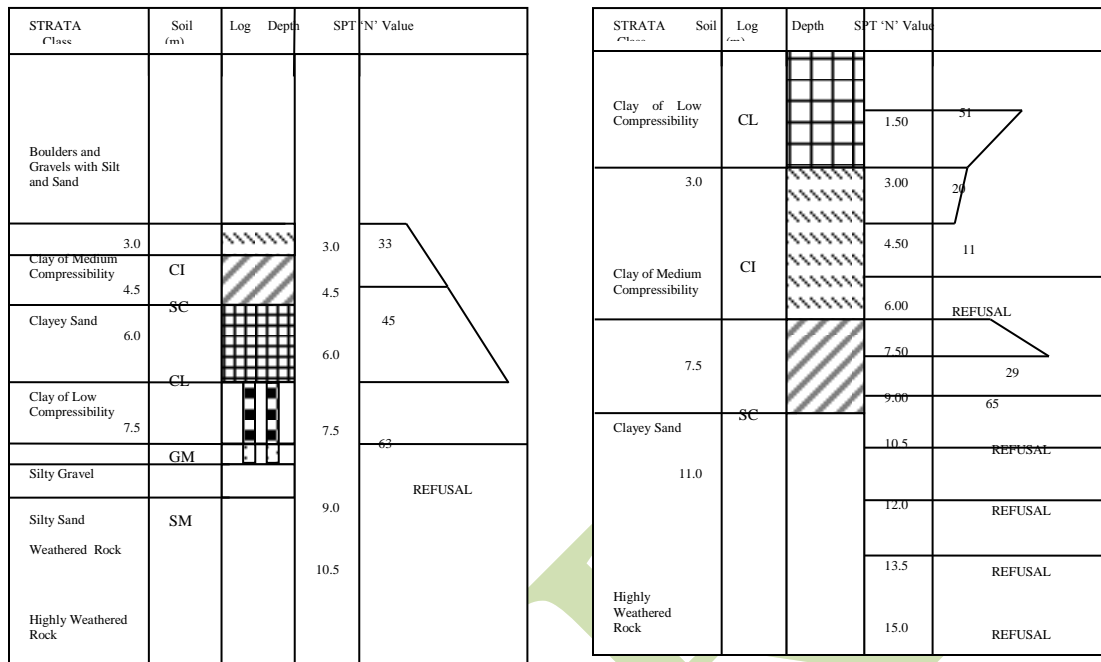 STRATA Soil Log Depth SPT ‘N’ Value
Class (m)
Boulders and
Gravels with Silt
and Sand
3.0 3.0 33
Clay of Medium
Compressibility CI
4.5 4.5
SC
Clayey Sand 45
6.0 6.0
CL
Clay of Low
Compressibility
7.5 7.5 63
GM
Silty Gravel REFUSAL
9.0
Silty Sand SM
Weathered Rock
10.5
Highly Weathered
Rock
STRATA Soil Log Depth SPT ‘N’ Value
Class (m)
Clay of Low
Compressibility CL 1.50 51
3.0 3.00 20
4.50 11
Clay of Medium
Compressibility CI
6.00 REFUSAL
7.50
7.5 29
9.00 65
SC
Clayey Sand
10.5 REFUSAL
11.0
12.0 REFUSAL
13.5 REFUSAL
Highly
Weathered
Rock 15.0 REFUSAL